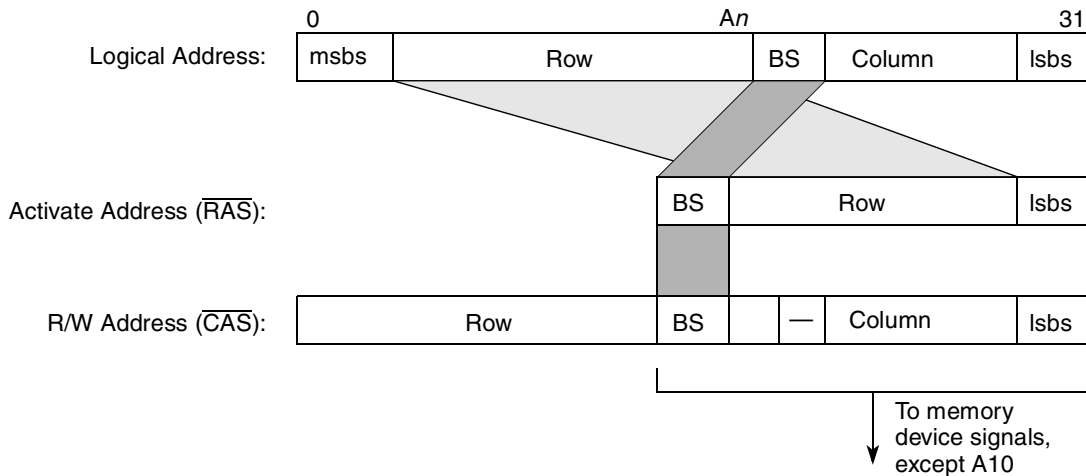 0 An 31
Logical Address: msbs Row BS Column lsbs
Activate Address (RAS): BS Row lsbs
R/W Address (CAS): Row BS — Column lsbs
To memory
device signals,
except A10